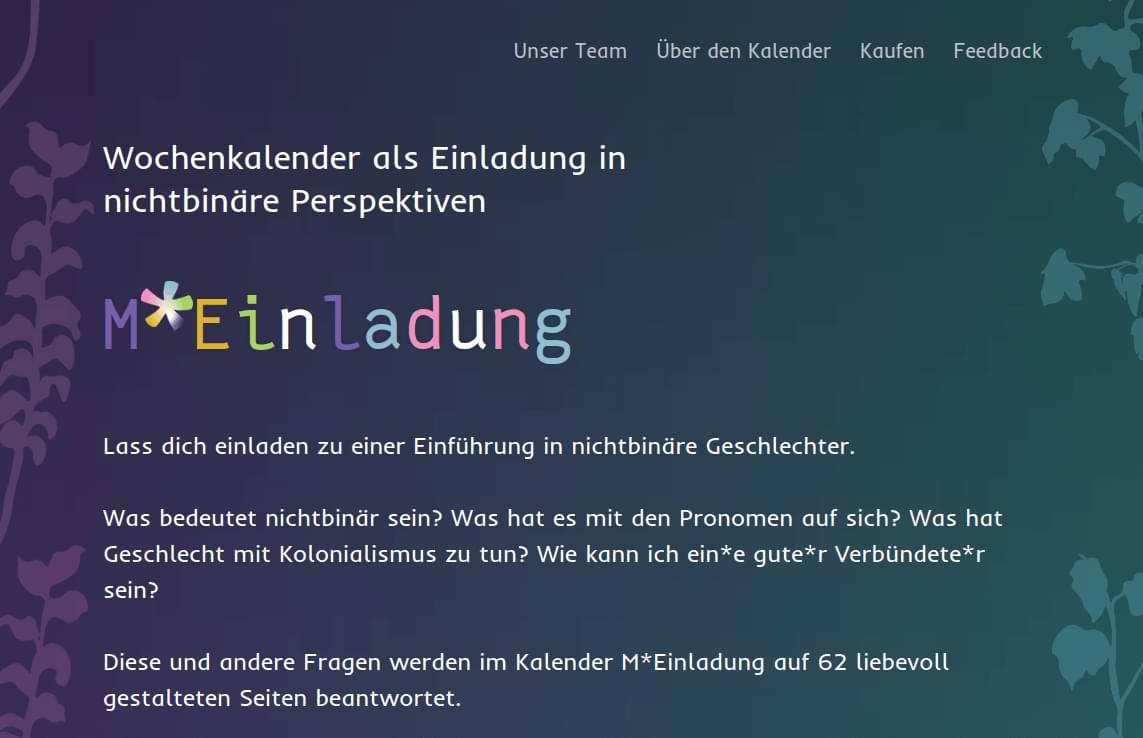 Unser Team Über den Kalender Kaufen Feedback
Wochenkalender als Einladung in
nichtbinäre Perspektiven
M*Einladung
Lass dich einladen zu einer Einführung in nichtbinäre Geschlechter.
Was bedeutet nichtbinär sein? Was hat es mit den Pronomen auf sich? Was hat
Geschlecht mit Kolonialismus zu tun? Wie kann ich ein*e gute*r Verbündete*r
sein?
Diese und andere Fragen werden im Kalender M*Einladung auf 62 liebevoll
gestalteten Seiten beantwortet.